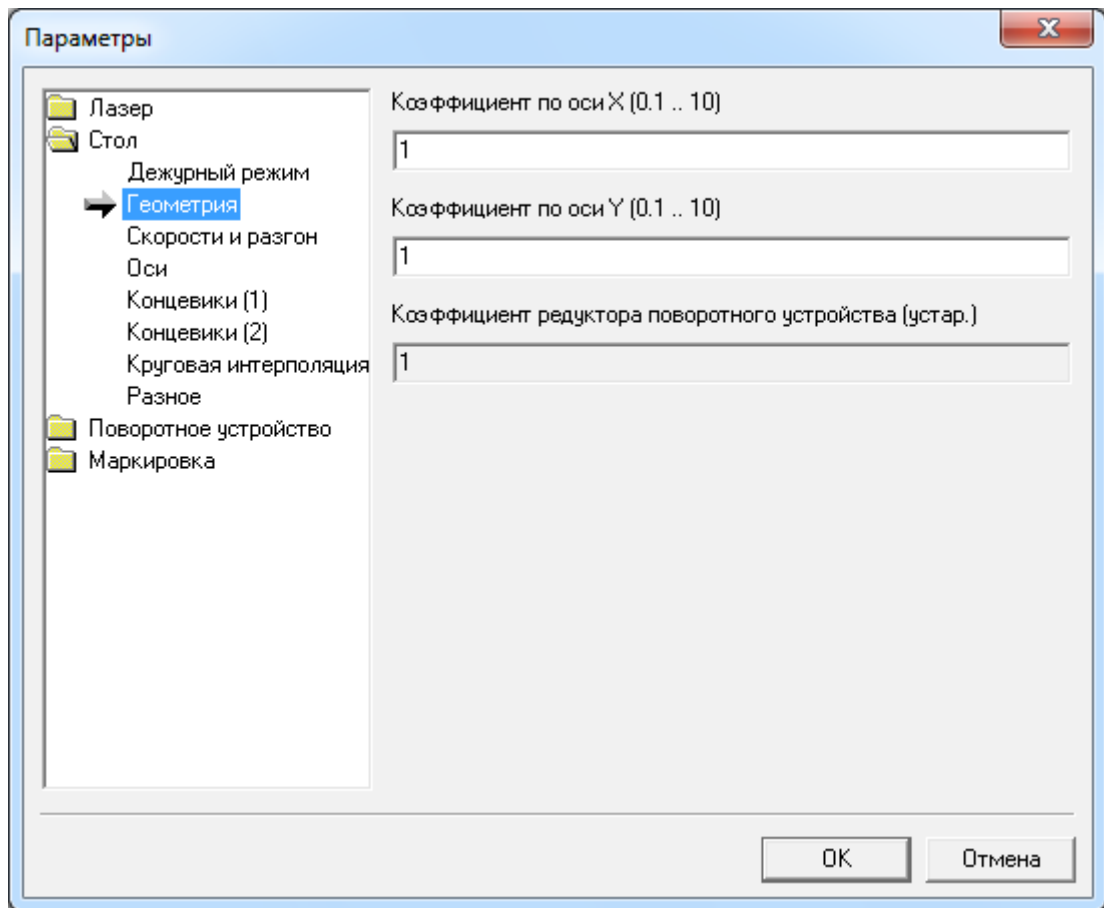 Параметры
Лазер
Стол
Дежурный режим
Геометрия
Скорости и разгон
Оси
Концевики (1)
Концевики (2)
Круговая интерполяция
Разное
Поворотное устройство
Маркировка
Коэффициент по оси X (0.1 .. 10)
1
Коэффициент по оси Y (0.1 .. 10)
1
Коэффициент редуктора поворотного устройства (устар.)
1
OK
Отмена